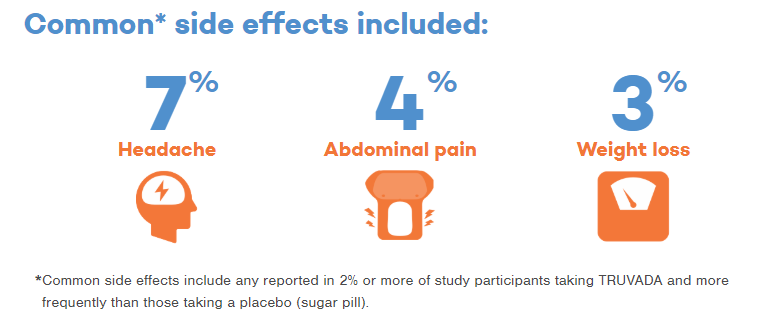 Common* side effects included:
7% 4% 3%
Headache Abdominal pain Weight loss
*Common side effects include any reported in 2% or more of study participants taking TRUVADA and more
frequently than those taking a placebo (sugar pill).